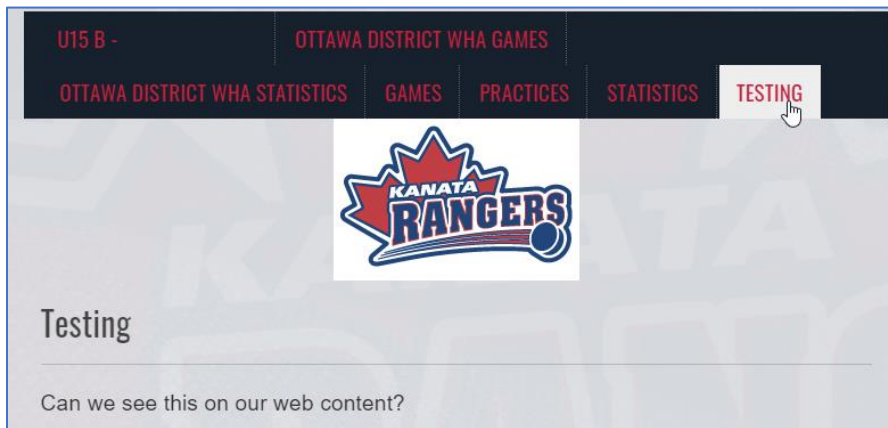 U15 B - OTTAWA DISTRICT WHA GAMES
OTTAWA DISTRICT WHA STATISTICS GAMES PRACTICES STATISTICS TESTING
KANATA
RANGERS
Testing
Can we see this on our web content?